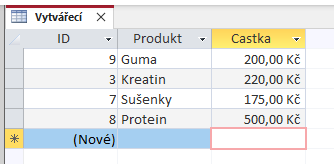 Vytvářecí
ID Produkt Castka
9 Guma 200,00 Kč
3 Kreatin 220,00 Kč
7 Sušenky 175,00 Kč
8 Protein 500,00 Kč
(Nové)